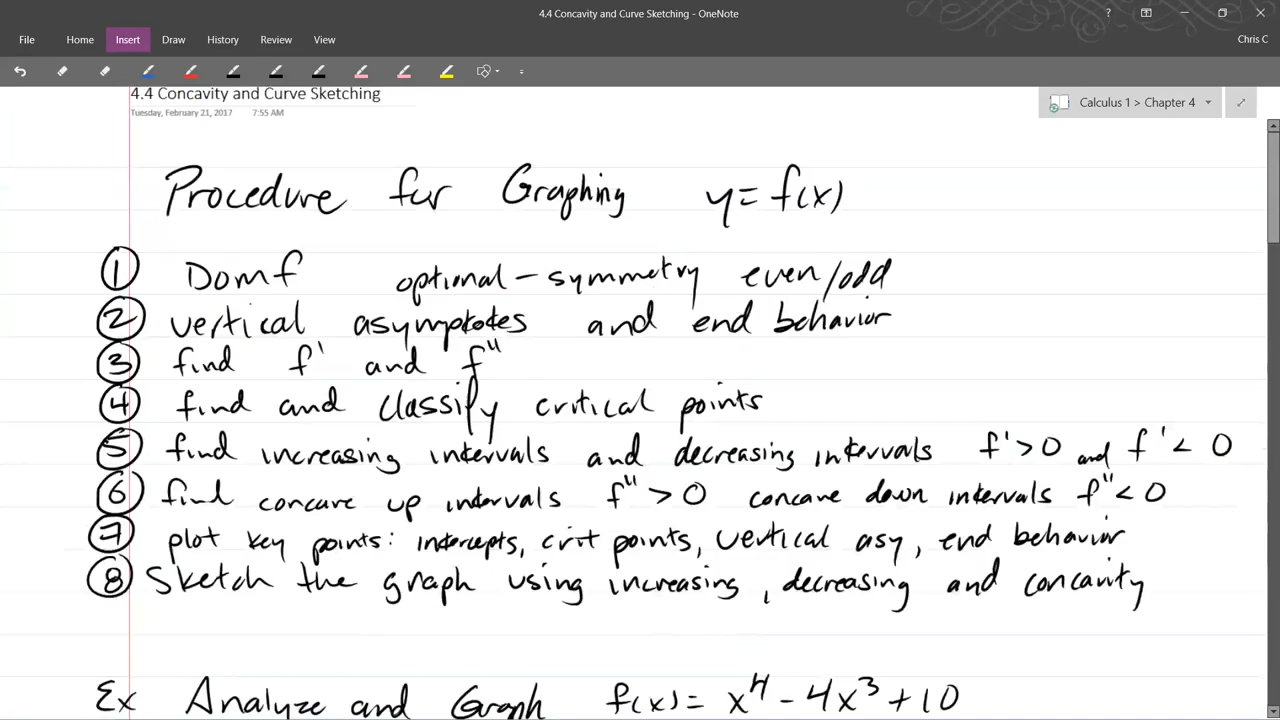 4.4 Concavity and Curve Sketching - OneNote
File Home Insert Draw History Review View
Chris C
4.4 Concavity and Curve Sketching
Tuesday, February 21, 2017 7:55 AM
Calculus 1 > Chapter 4
Procedure for Graphing y = f(x)
① Dom f optional - symmetry even/odd
② vertical asymptotes and end behavior
③ find f' and f"
④ find and classify critical points
⑤ find increasing intervals and decreasing intervals f' > 0 and f' < 0
⑥ find concave up intervals f" > 0 concave down intervals f" < 0
⑦ plot key points: intercepts, crit points, vertical asy, end behavior
⑧ Sketch the graph using increasing, decreasing and concavity
Ex Analyze and Graph f(x) = x⁴ - 4x³ + 10